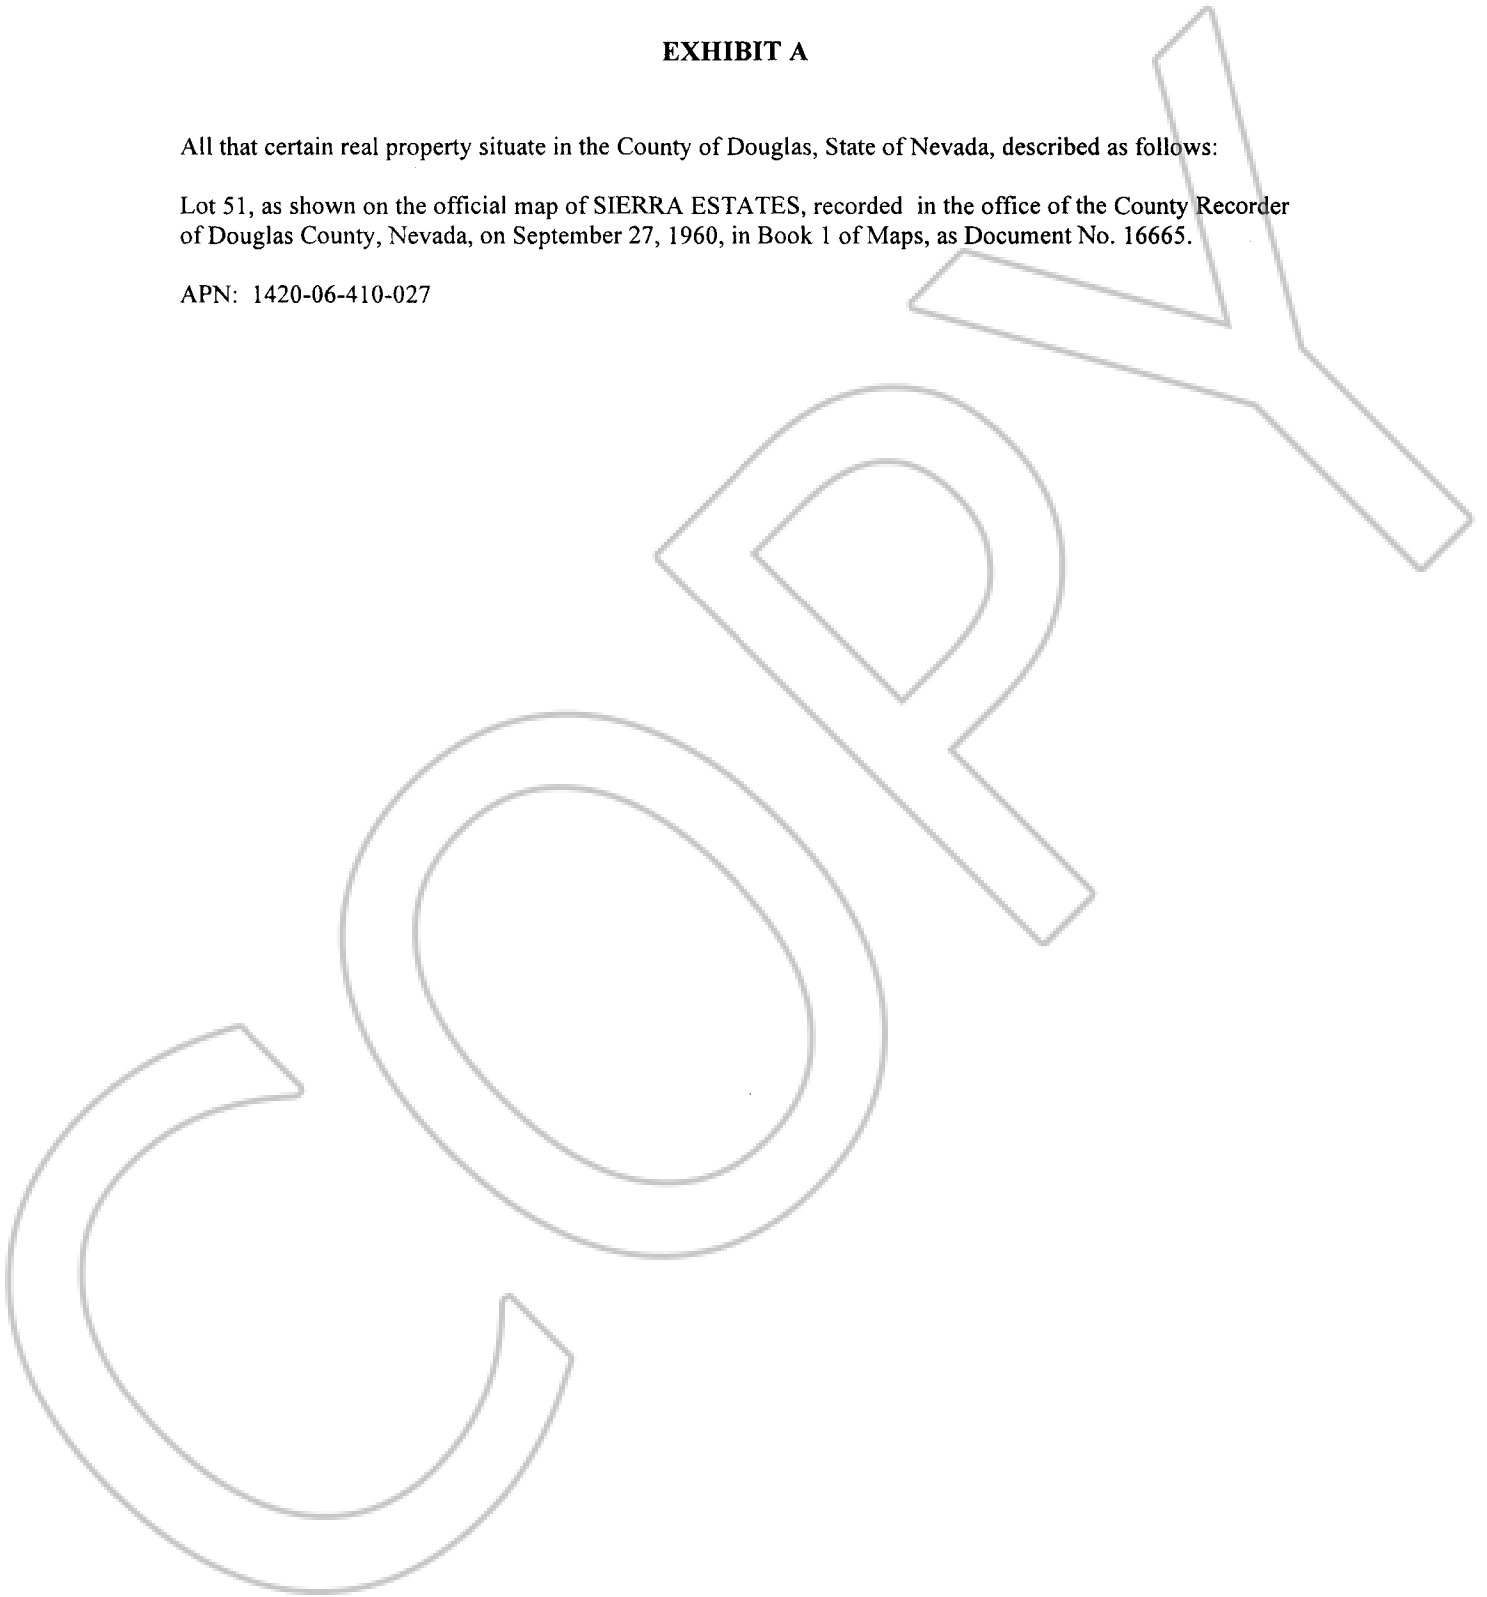 EXHIBIT A
All that certain real property situate in the County of Douglas, State of Nevada, described as follows:
Lot 51, as shown on the official map of SIERRA ESTATES, recorded in the office of the County Recorder
of Douglas County, Nevada, on September 27, 1960, in Book 1 of Maps, as Document No. 16665.
APN: 1420-06-410-027
COPY